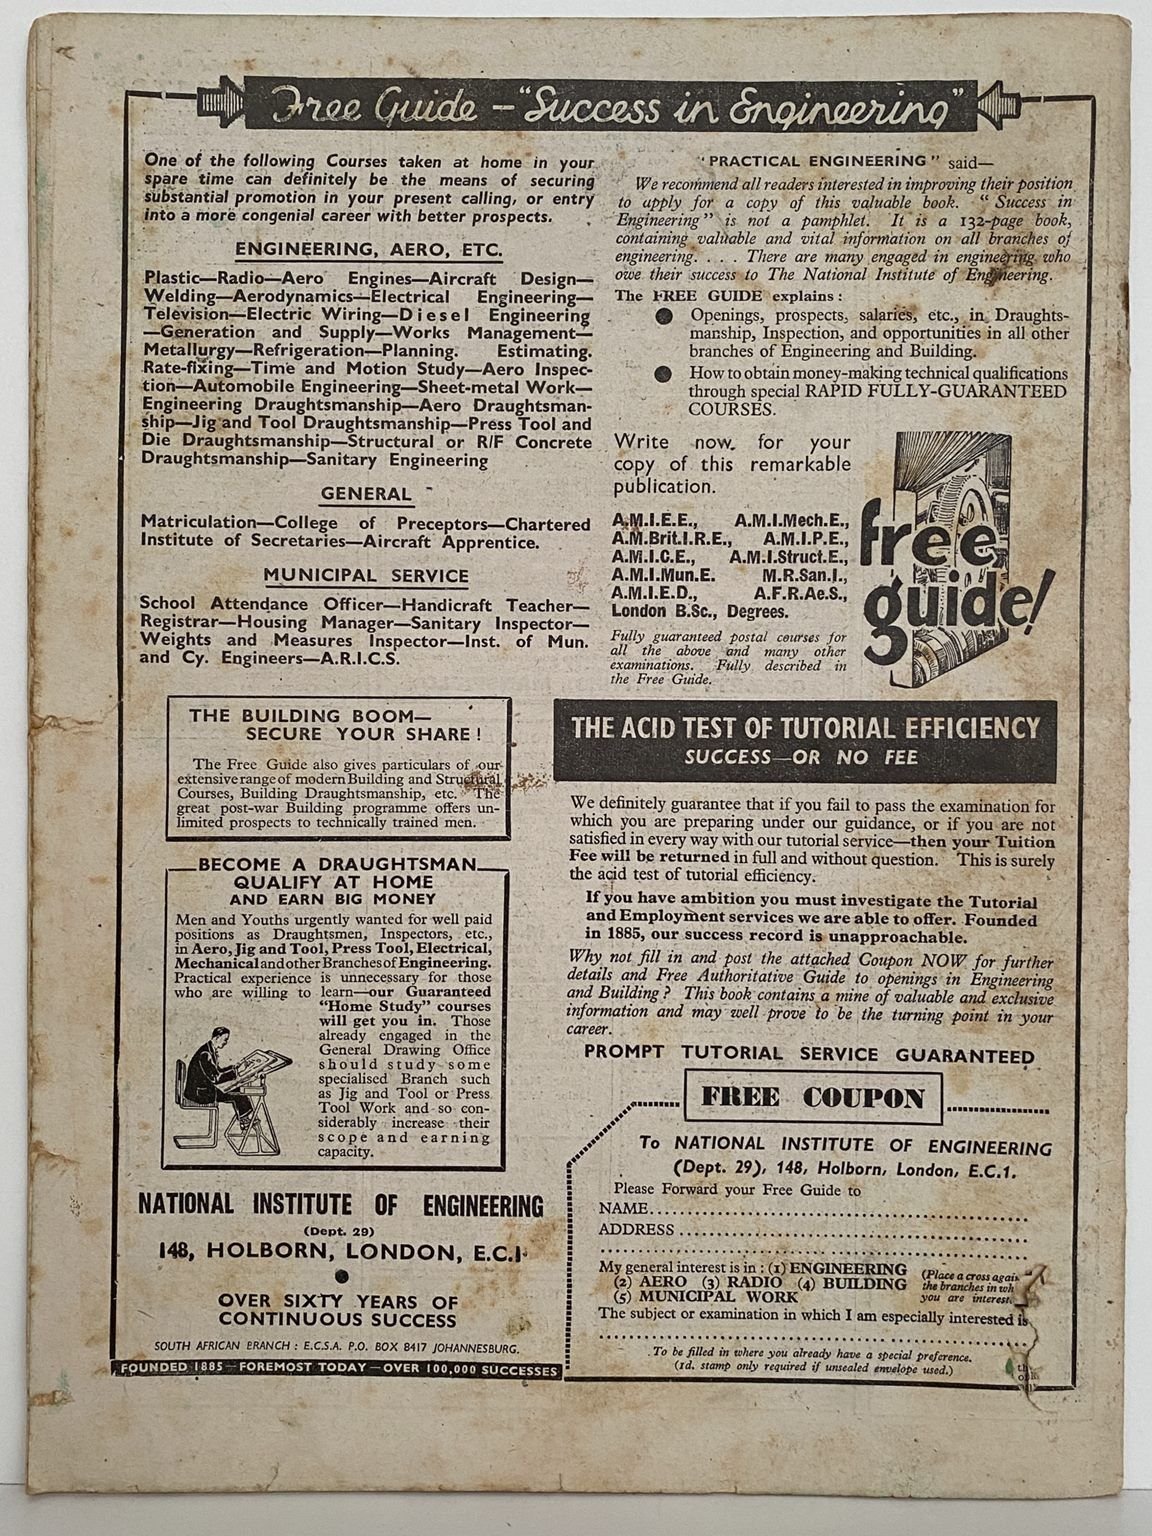 Free Guide – "Success in Engineering"
One of the following Courses taken at home in your
spare time can definitely be the means of securing
substantial promotion in your present calling, or entry
into a more congenial career with better prospects.
ENGINEERING, AERO, ETC.
Plastic—Radio—Aero Engines—Aircraft Design—
Welding—Aerodynamics—Electrical Engineering—
Television—Electric Wiring—Diesel Engineering
—Generation and Supply—Works Management—
Metallurgy—Refrigeration—Planning. Estimating.
Rate-fixing—Time and Motion Study—Aero Inspec-
tion—Automobile Engineering—Sheet-metal Work—
Engineering Draughtsmanship—Aero Draughtsman-
ship—Jig and Tool Draughtsmanship—Press Tool and
Die Draughtsmanship—Structural or R/F Concrete
Draughtsmanship—Sanitary Engineering
GENERAL
Matriculation—College of Preceptors—Chartered
Institute of Secretaries—Aircraft Apprentice.
MUNICIPAL SERVICE
School Attendance Officer—Handicraft Teacher—
Registrar—Housing Manager—Sanitary Inspector—
Weights and Measures Inspector—Inst. of Mun.
and Cy. Engineers—A.R.I.C.S.
THE BUILDING BOOM—
SECURE YOUR SHARE !
The Free Guide also gives particulars of our
extensive range of modern Building and Structural
Courses, Building Draughtsmanship, etc. The
great post-war Building programme offers un-
limited prospects to technically trained men.
BECOME A DRAUGHTSMAN
QUALIFY AT HOME
AND EARN BIG MONEY
Men and Youths urgently wanted for well paid
positions as Draughtsmen, Inspectors, etc.,
in Aero, Jig and Tool, Press Tool, Electrical,
Mechanical and other Branches of Engineering.
Practical experience is unnecessary for those
who are willing to learn—our Guaranteed
"Home Study" courses
will get you in. Those
already engaged in the
General Drawing Office
should study some
specialised Branch such
as Jig and Tool or Press
Tool Work and so con-
siderably increase their
scope and earning
capacity.
NATIONAL INSTITUTE OF ENGINEERING
(Dept. 29)
148, HOLBORN, LONDON, E.C.1
OVER SIXTY YEARS OF
CONTINUOUS SUCCESS
SOUTH AFRICAN BRANCH : E.C.S.A. P.O. BOX 8417 JOHANNESBURG.
FOUNDED 1885—FOREMOST TODAY—OVER 100,000 SUCCESSES
"PRACTICAL ENGINEERING" said—
We recommend all readers interested in improving their position
to apply for a copy of this valuable book. "Success in
Engineering" is not a pamphlet. It is a 132-page book,
containing valuable and vital information on all branches of
engineering. . . . There are many engaged in engineering who
owe their success to The National Institute of Engineering.
The FREE GUIDE explains :
● Openings, prospects, salaries, etc., in Draughts-
manship, Inspection, and opportunities in all other
branches of Engineering and Building.
● How to obtain money-making technical qualifications
through special RAPID FULLY-GUARANTEED
COURSES.
Write now for your
copy of this remarkable
publication.
A.M.I.E.E., A.M.I.Mech.E.,
A.M.Brit.I.R.E., A.M.I.P.E.,
A.M.I.C.E., A.M.I.Struct.E.,
A.M.I.Mun.E. M.R.San.I.,
A.M.I.E.D., A.F.R.Ae.S.,
London B.Sc., Degrees.
Fully guaranteed postal courses for
all the above and many other
examinations. Fully described in
the Free Guide.
free
guide!
THE ACID TEST OF TUTORIAL EFFICIENCY
SUCCESS—OR NO FEE
We definitely guarantee that if you fail to pass the examination for
which you are preparing under our guidance, or if you are not
satisfied in every way with our tutorial service—then your Tuition
Fee will be returned in full and without question. This is surely
the acid test of tutorial efficiency.
If you have ambition you must investigate the Tutorial
and Employment services we are able to offer. Founded
in 1885, our success record is unapproachable.
Why not fill in and post the attached Coupon NOW for further
details and Free Authoritative Guide to openings in Engineering
and Building ? This book contains a mine of valuable and exclusive
information and may well prove to be the turning point in your
career.
PROMPT TUTORIAL SERVICE GUARANTEED
FREE COUPON
To NATIONAL INSTITUTE OF ENGINEERING
(Dept. 29), 148, Holborn, London, E.C.1.
Please Forward your Free Guide to
NAME
ADDRESS
My general interest is in : (1) ENGINEERING
(2) AERO (3) RADIO (4) BUILDING
(5) MUNICIPAL WORK
(Place a cross
the branches in
you are
The subject or examination in which I am especially interested is
To be filled in where you already have a special preference.
(1d. stamp only required if unsealed envelope used.)